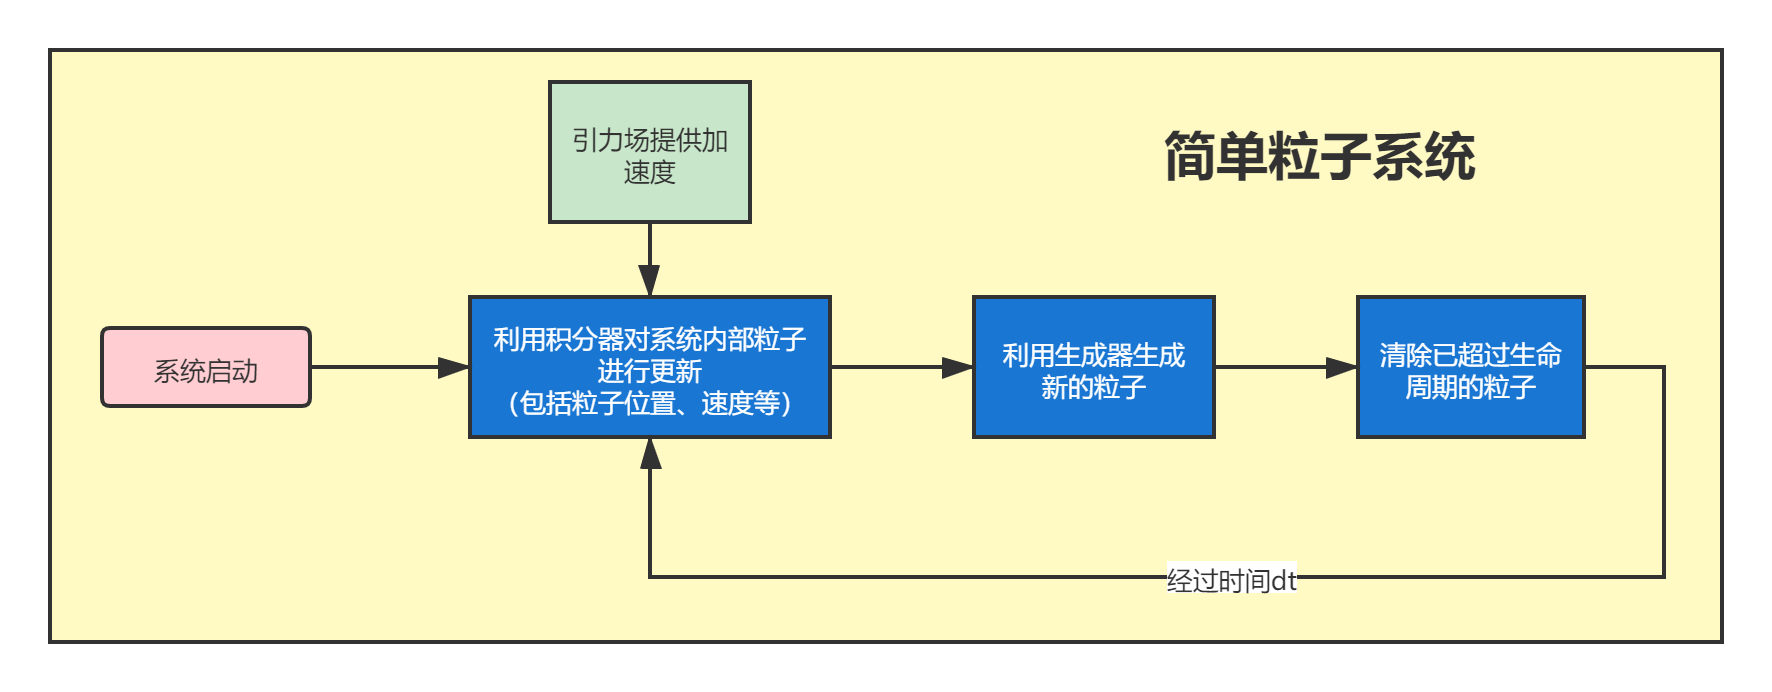 简单粒子系统
引力场提供加
速度
系统启动
利用积分器对系统内部粒子
进行更新
（包括粒子位置、速度等）
利用生成器生成
新的粒子
清除已超过生命
周期的粒子
经过时间dt